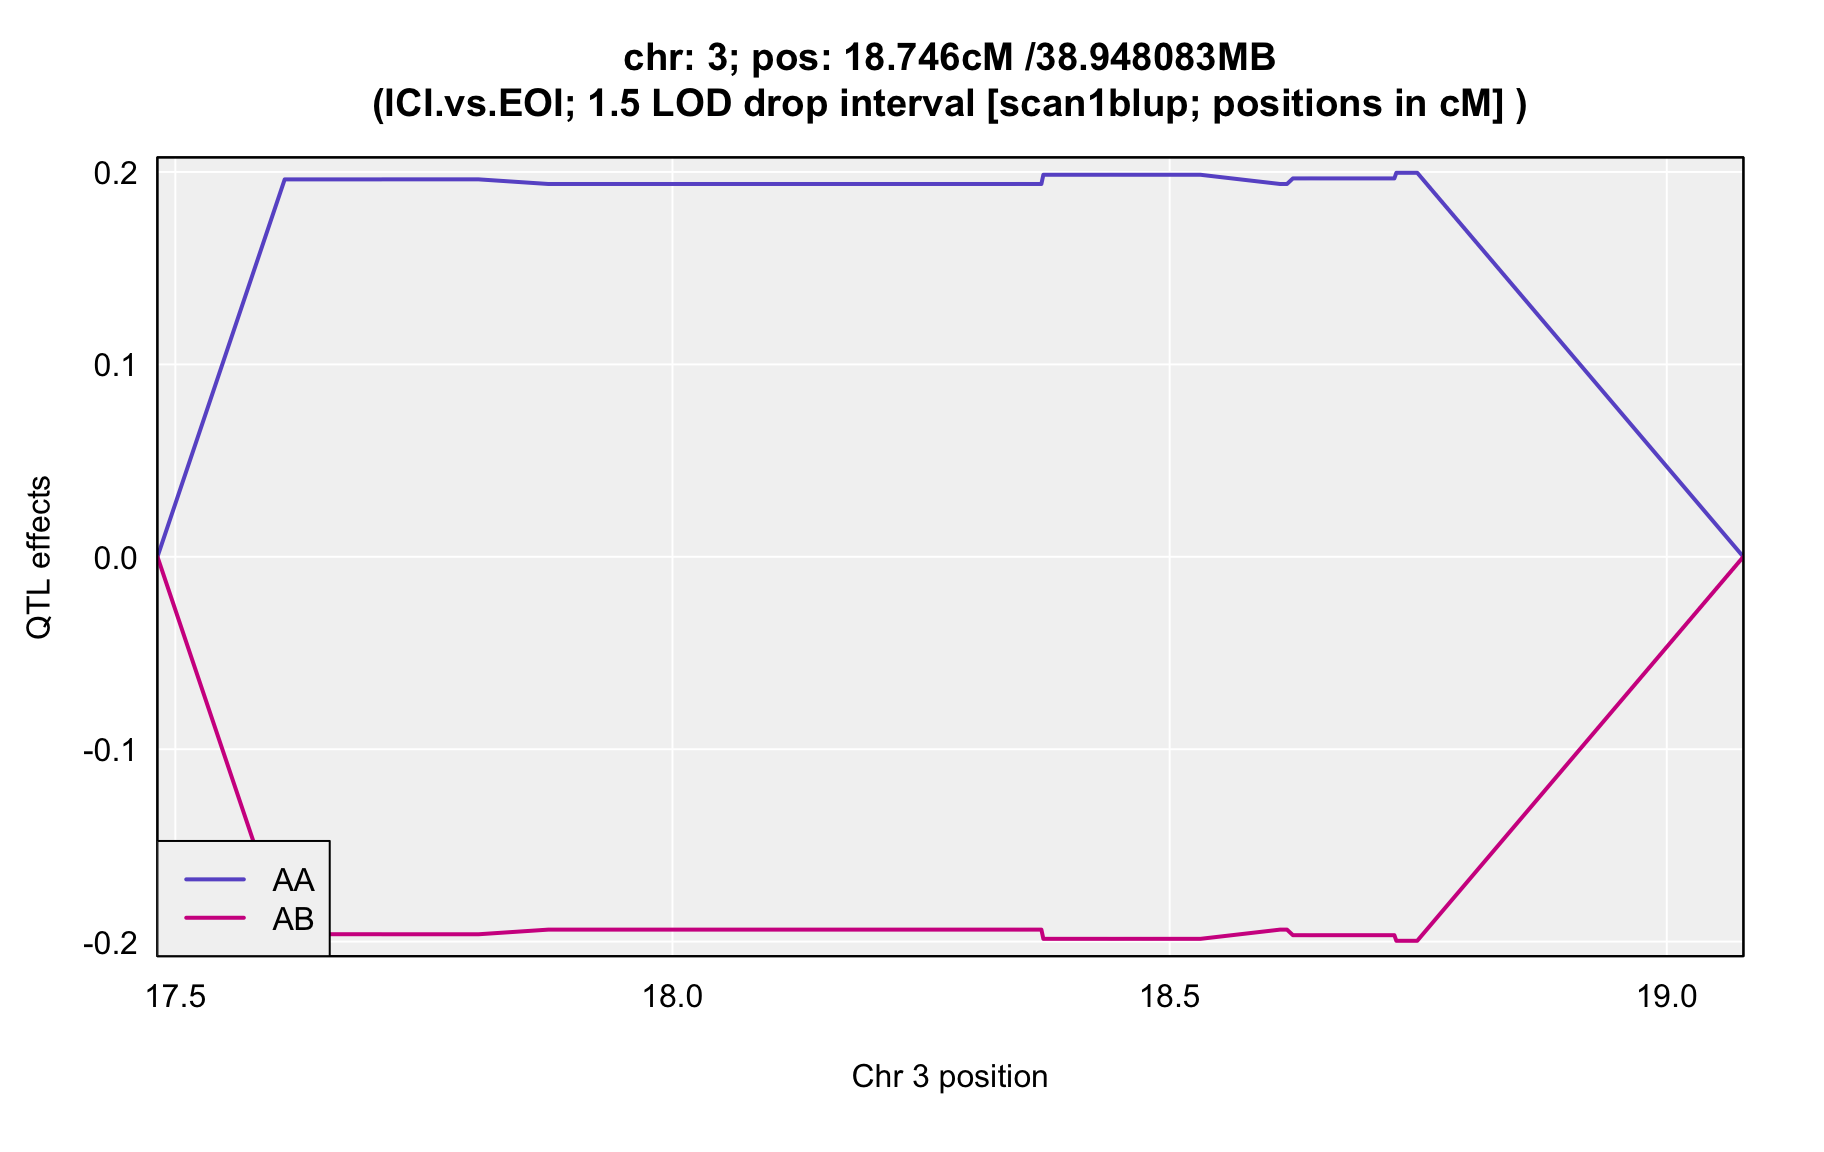 chr: 3; pos: 18.746cM /38.948083MB
(ICI.vs.EOI; 1.5 LOD drop interval [scan1blup; positions in cM] )
0.2
0.1
0.0
-0.1
-0.2
QTL effects
AA
AB
17.5 18.0 18.5 19.0
Chr 3 position